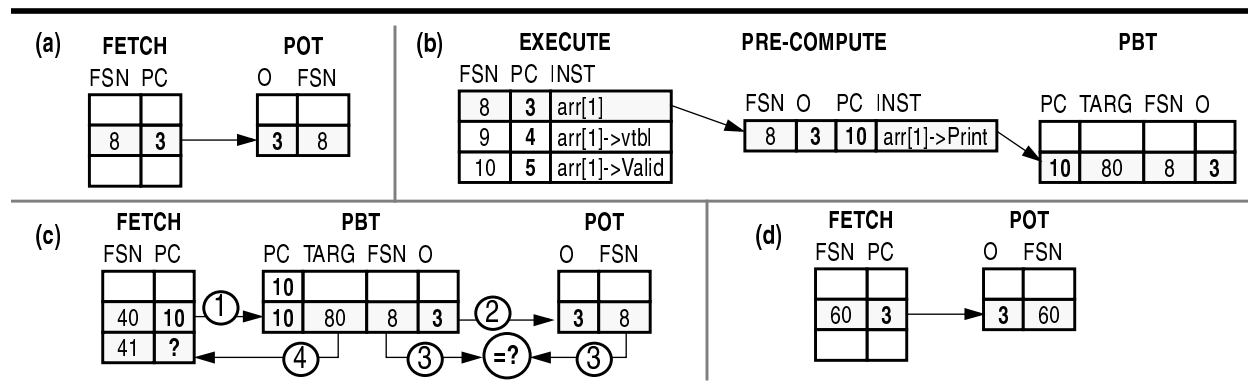 (a)
FETCH
POT
FSN PC
O FSN
8 3
3 8
(b)
EXECUTE
PRE-COMPUTE
PBT
FSN PC INST
8 3 arr[1]
9 4 arr[1]->vtbl
10 5 arr[1]->Valid
FSN O PC INST
8 3 10 arr[1]->Print
PC TARG FSN O
10 80 8 3
(c)
FETCH
PBT
POT
FSN PC
PC TARG FSN O
O FSN
10
40 10
1
10 80 8 3
2
3 8
41 ?
4
3
=?
3
(d)
FETCH
POT
FSN PC
O FSN
60 3
3 60